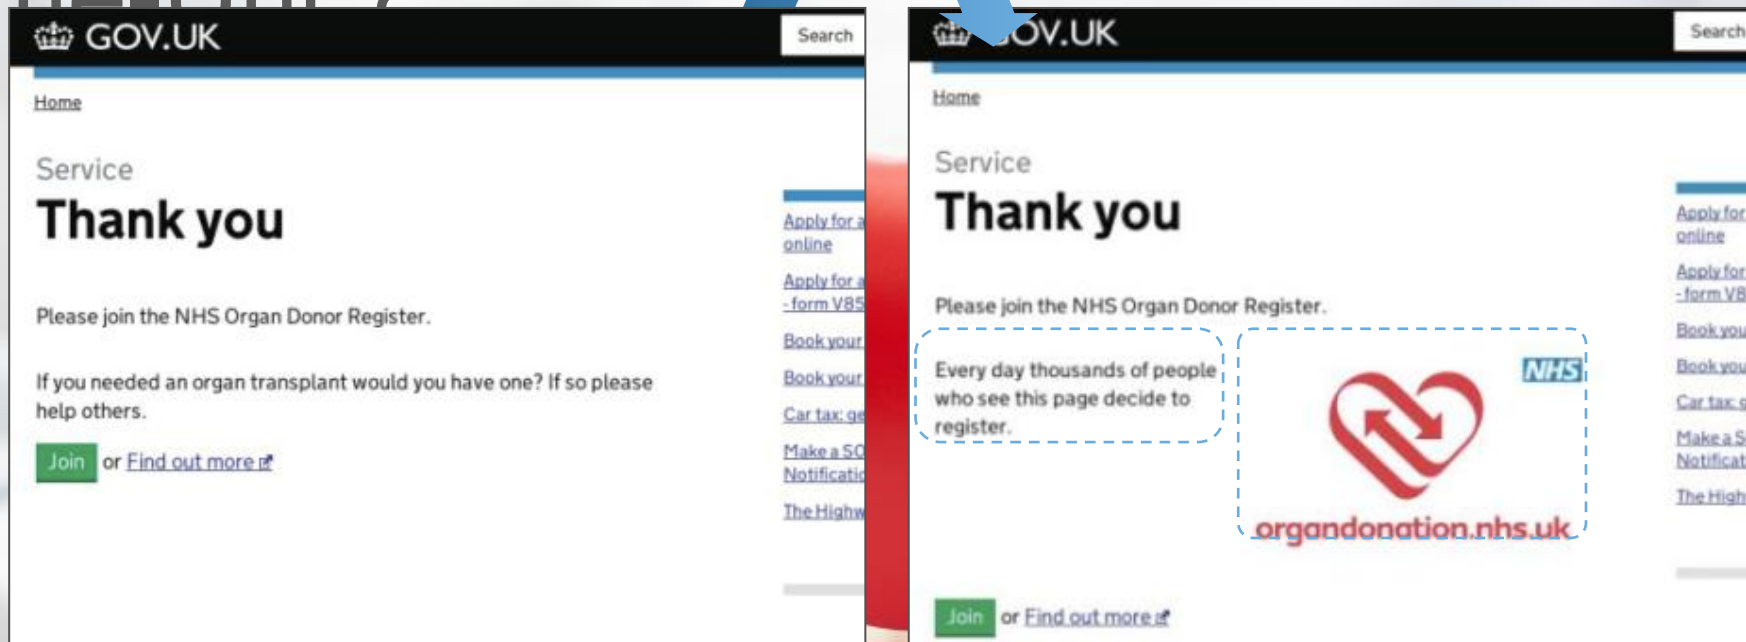 GOV.UK
Search
Home
Service
Thank you
Please join the NHS Organ Donor Register.
If you needed an organ transplant would you have one? If so please
help others.
Join or Find out more
Apply for a
online
Apply for a
- form V85
Book your
Book your
Car tax: ge
Make a SO
Notificatio
The Highw
GOV.UK
Search
Home
Service
Thank you
Please join the NHS Organ Donor Register.
Every day thousands of people
who see this page decide to
register.
NHS
organdonation.nhs.uk
Join or Find out more
Apply for
online
Apply for
- form V8
Book you
Book you
Car tax: g
Make a S
Notificat
The High